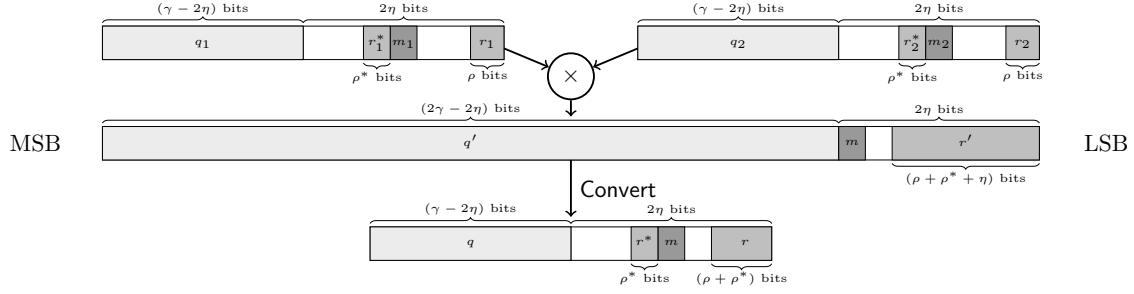 (γ − 2η) bits 2η bits (γ − 2η) bits 2η bits
q₁ r₁* m₁ r₁ q₂ r₂* m₂ r₂
ρ* bits ρ bits × ρ* bits ρ bits
(2γ − 2η) bits 2η bits
MSB q′ m r′ LSB
(ρ + ρ* + η) bits
Convert
(γ − 2η) bits 2η bits
q r* m r
ρ* bits (ρ + ρ*) bits